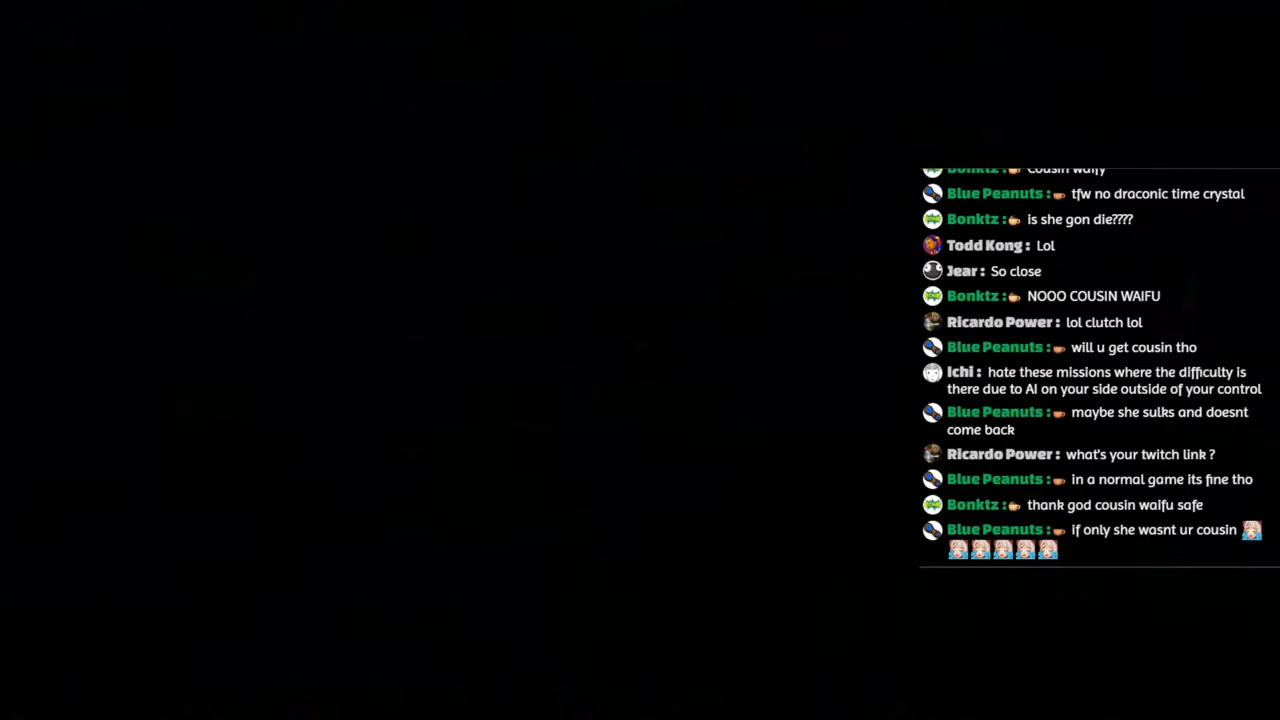 Bonktz : Cousin waify
Blue Peanuts : tfw no draconic time crystal
Bonktz : is she gon die????
Todd Kong : Lol
Jear : So close
Bonktz : NOOO COUSIN WAIFU
Ricardo Power : lol clutch lol
Blue Peanuts : will u get cousin tho
Ichi : hate these missions where the difficulty is
there due to AI on your side outside of your control
Blue Peanuts : maybe she sulks and doesnt
come back
Ricardo Power : what's your twitch link ?
Blue Peanuts : in a normal game its fine tho
Bonktz : thank god cousin waifu safe
Blue Peanuts : if only she wasnt ur cousin